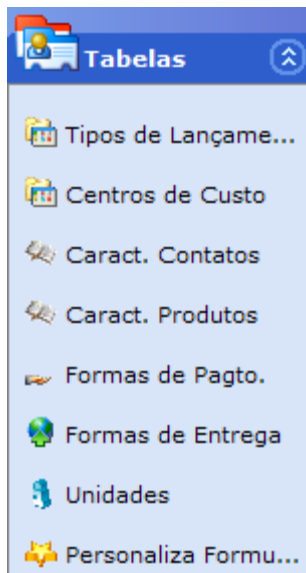 Tabelas
Tipos de Lançame...
Centros de Custo
Caract. Contatos
Caract. Produtos
Formas de Pagto.
Formas de Entrega
Unidades
Personaliza Formu...